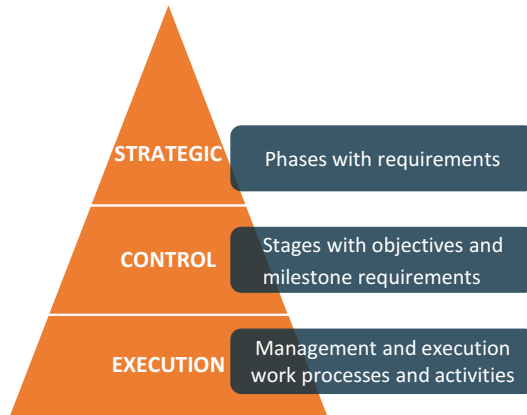 STRATEGIC
Phases with requirements
CONTROL
Stages with objectives and
milestone requirements
EXECUTION
Management and execution
work processes and activities